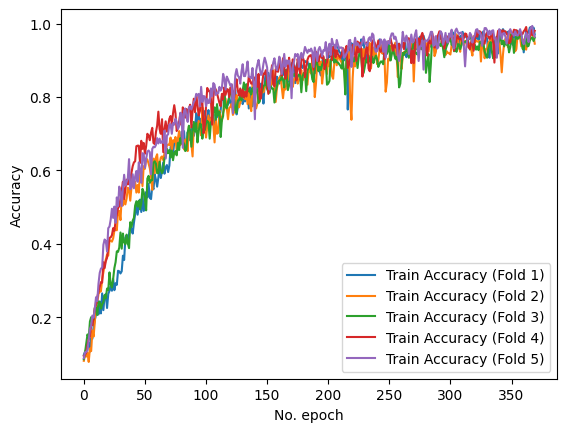 1.0
0.8
0.6
0.4
0.2
Accuracy
0
50
100
150
200
250
300
350
No. epoch
Train Accuracy (Fold 1)
Train Accuracy (Fold 2)
Train Accuracy (Fold 3)
Train Accuracy (Fold 4)
Train Accuracy (Fold 5)